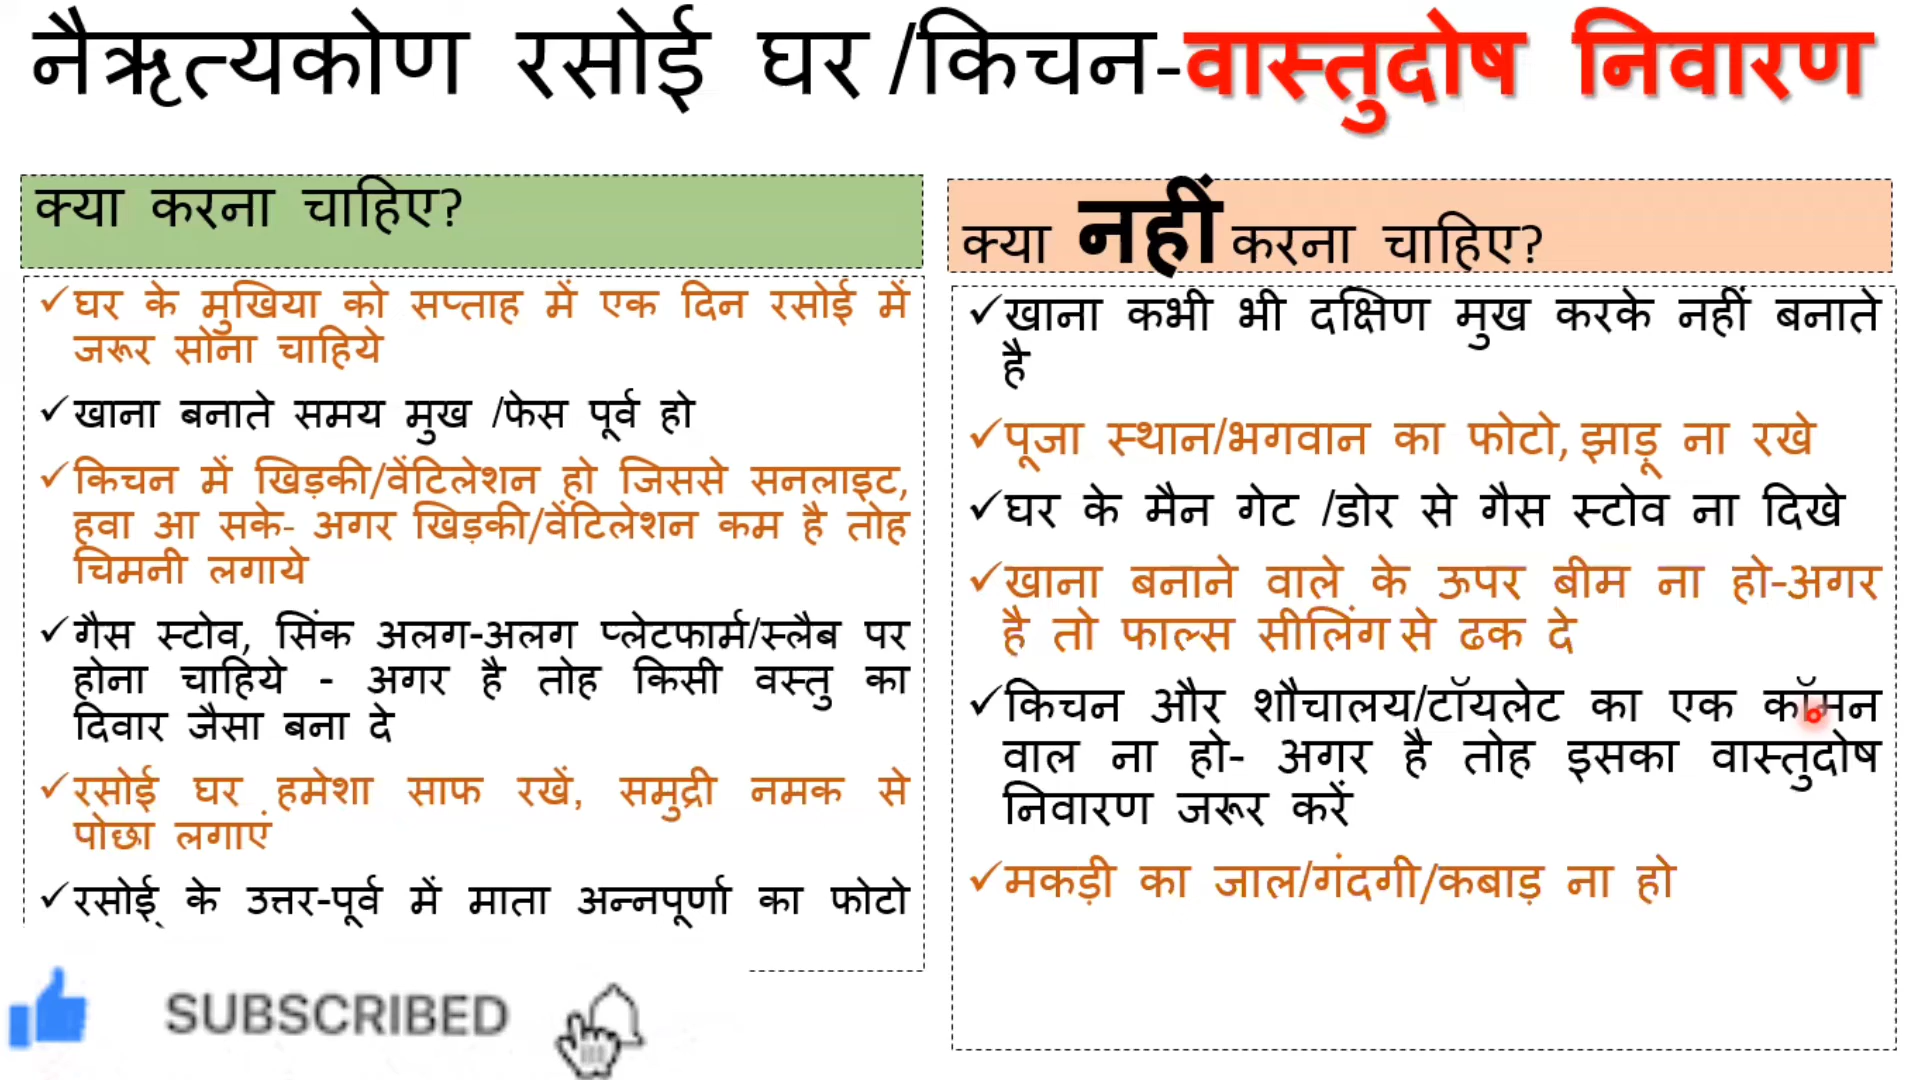 नैऋत्यकोण रसोई घर /किचन-वास्तुदोष निवारण
क्या करना चाहिए?
✓घर के मुखिया को सप्ताह में एक दिन रसोई में
जरूर सोना चाहिये
✓खाना बनाते समय मुख /फेस पूर्व हो
✓किचन में खिड़की/वेंटिलेशन हो जिससे सनलाइट,
हवा आ सके- अगर खिड़की/वेंटिलेशन कम है तोह
चिमनी लगाये
✓गैस स्टोव, सिंक अलग-अलग प्लेटफार्म/स्लैब पर
होना चाहिये - अगर है तोह किसी वस्तु का
दिवार जैसा बना दे
✓रसोई घर हमेशा साफ रखें, समुद्री नमक से
पोंछा लगाएं
✓रसोई के उत्तर-पूर्व में माता अन्नपूर्णा का फोटो
SUBSCRIBED
क्या नहीं करना चाहिए?
✓खाना कभी भी दक्षिण मुख करके नहीं बनाते
है
✓पूजा स्थान/भगवान का फोटो, झाड़ू ना रखे
✓घर के मैन गेट /डोर से गैस स्टोव ना दिखे
✓खाना बनाने वाले के ऊपर बीम ना हो-अगर
है तो फाल्स सीलिंग से ढक दे
✓किचन और शौचालय/टॉयलेट का एक कॉमन
वाल ना हो- अगर है तोह इसका वास्तुदोष
निवारण जरूर करें
✓मकड़ी का जाल/गंदगी/कबाड़ ना हो